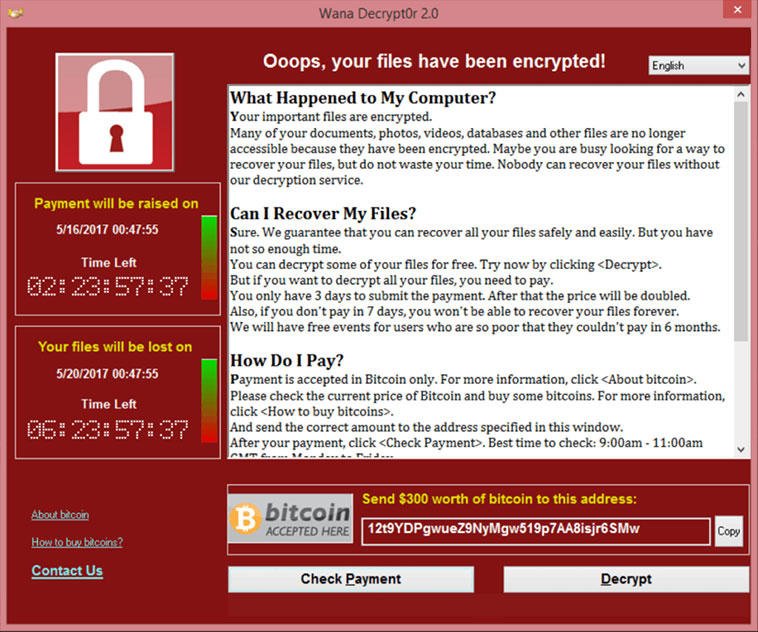 Wana Decrypt0r 2.0
Ooops, your files have been encrypted!
English
Payment will be raised on
5/16/2017 00:47:55
Time Left
02:23:57:37
Your files will be lost on
5/20/2017 00:47:55
Time Left
06:23:57:37
About bitcoin
How to buy bitcoins?
Contact Us
What Happened to My Computer?
Your important files are encrypted.
Many of your documents, photos, videos, databases and other files are no longer
accessible because they have been encrypted. Maybe you are busy looking for a way to
recover your files, but do not waste your time. Nobody can recover your files without
our decryption service.
Can I Recover My Files?
Sure. We guarantee that you can recover all your files safely and easily. But you have
not so enough time.
You can decrypt some of your files for free. Try now by clicking <Decrypt>.
But if you want to decrypt all your files, you need to pay.
You only have 3 days to submit the payment. After that the price will be doubled.
Also, if you don't pay in 7 days, you won't be able to recover your files forever.
We will have free events for users who are so poor that they couldn't pay in 6 months.
How Do I Pay?
Payment is accepted in Bitcoin only. For more information, click <About bitcoin>.
Please check the current price of Bitcoin and buy some bitcoins. For more information,
click <How to buy bitcoins>.
And send the correct amount to the address specified in this window.
After your payment, click <Check Payment>. Best time to check: 9:00am - 11:00am
GMT from Monday to Friday.
bitcoin
ACCEPTED HERE
Send $300 worth of bitcoin to this address:
12t9YDPgwueZ9NyMgw519p7AA8isjr6SMw
Copy
Check Payment
Decrypt